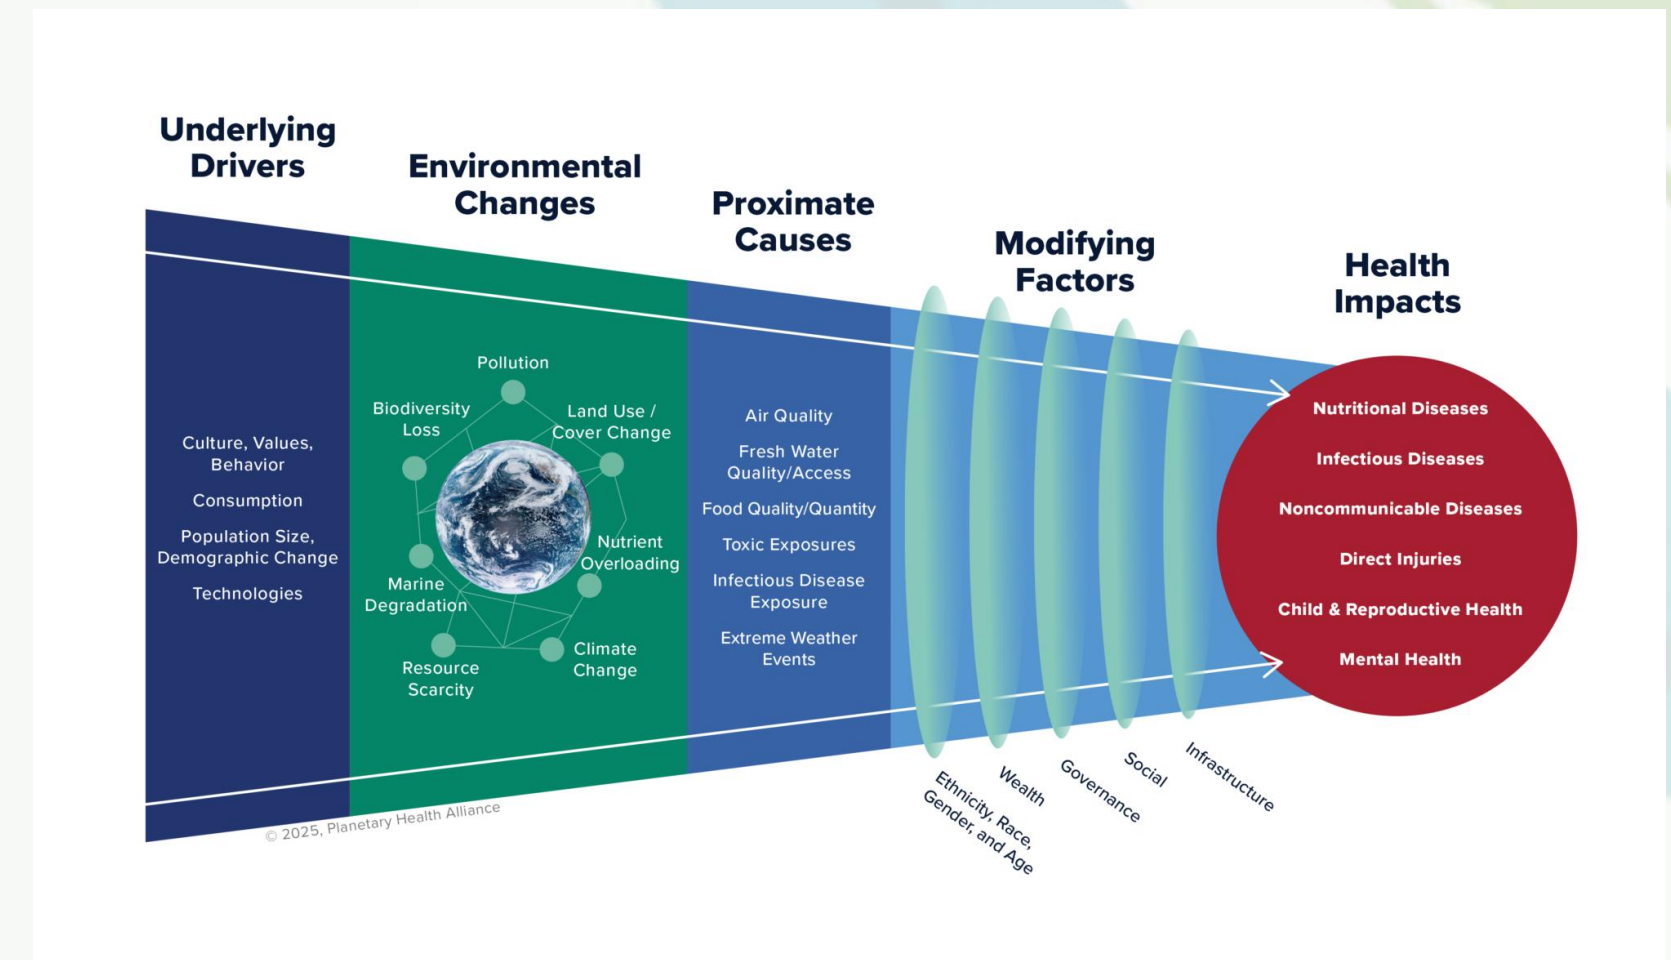 Underlying
Drivers
Environmental
Changes
Proximate
Causes
Modifying
Factors
Health
Impacts
Culture, Values,
Behavior
Consumption
Population Size,
Demographic Change
Technologies
Pollution
Biodiversity
Loss
Land Use /
Cover Change
Nutrient
Overloading
Marine
Degradation
Climate
Change
Resource
Scarcity
Air Quality
Fresh Water
Quality/Access
Food Quality/Quantity
Toxic Exposures
Infectious Disease
Exposure
Extreme Weather
Events
Ethnicity, Race,
Gender, and Age
Wealth
Governance
Social
Infrastructure
Nutritional Diseases
Infectious Diseases
Noncommunicable Diseases
Direct Injuries
Child & Reproductive Health
Mental Health
© 2025, Planetary Health Alliance